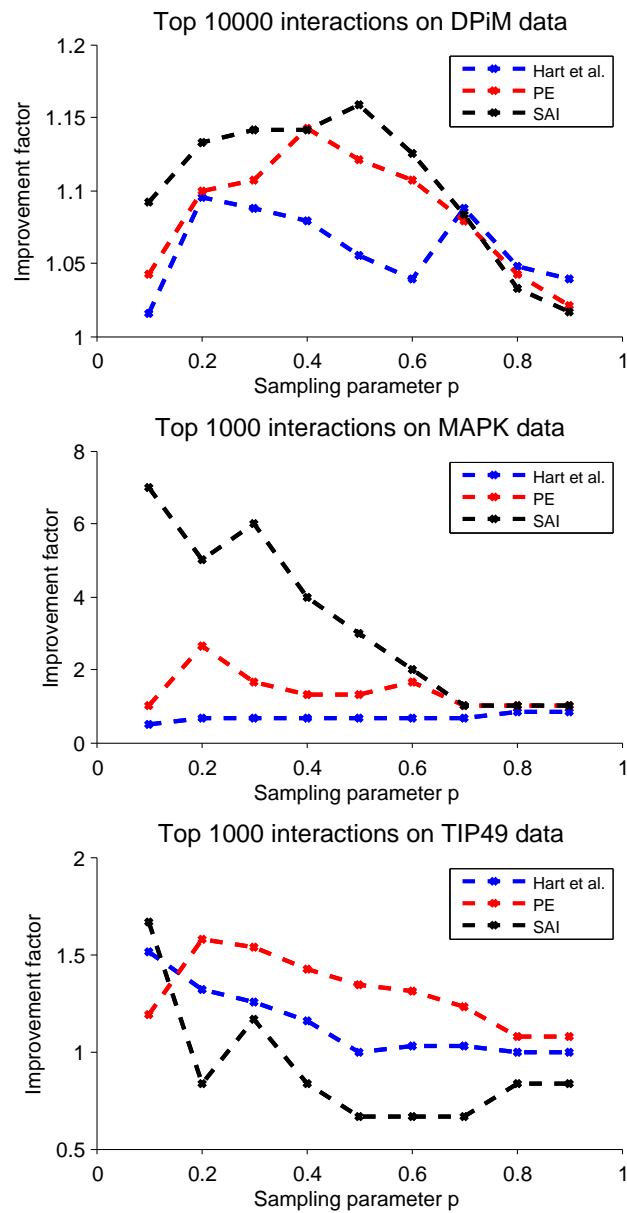 Top 10000 interactions on DPiM data
1.2
1.15
1.1
1.05
1
Improvement factor
Hart et al.
PE
SAI
0
0.2
0.4
0.6
0.8
1
Sampling parameter p
Top 1000 interactions on MAPK data
8
6
4
2
0
Improvement factor
Hart et al.
PE
SAI
0
0.2
0.4
0.6
0.8
1
Sampling parameter p
Top 1000 interactions on TIP49 data
2
1.5
1
0.5
Improvement factor
Hart et al.
PE
SAI
0
0.2
0.4
0.6
0.8
1
Sampling parameter p